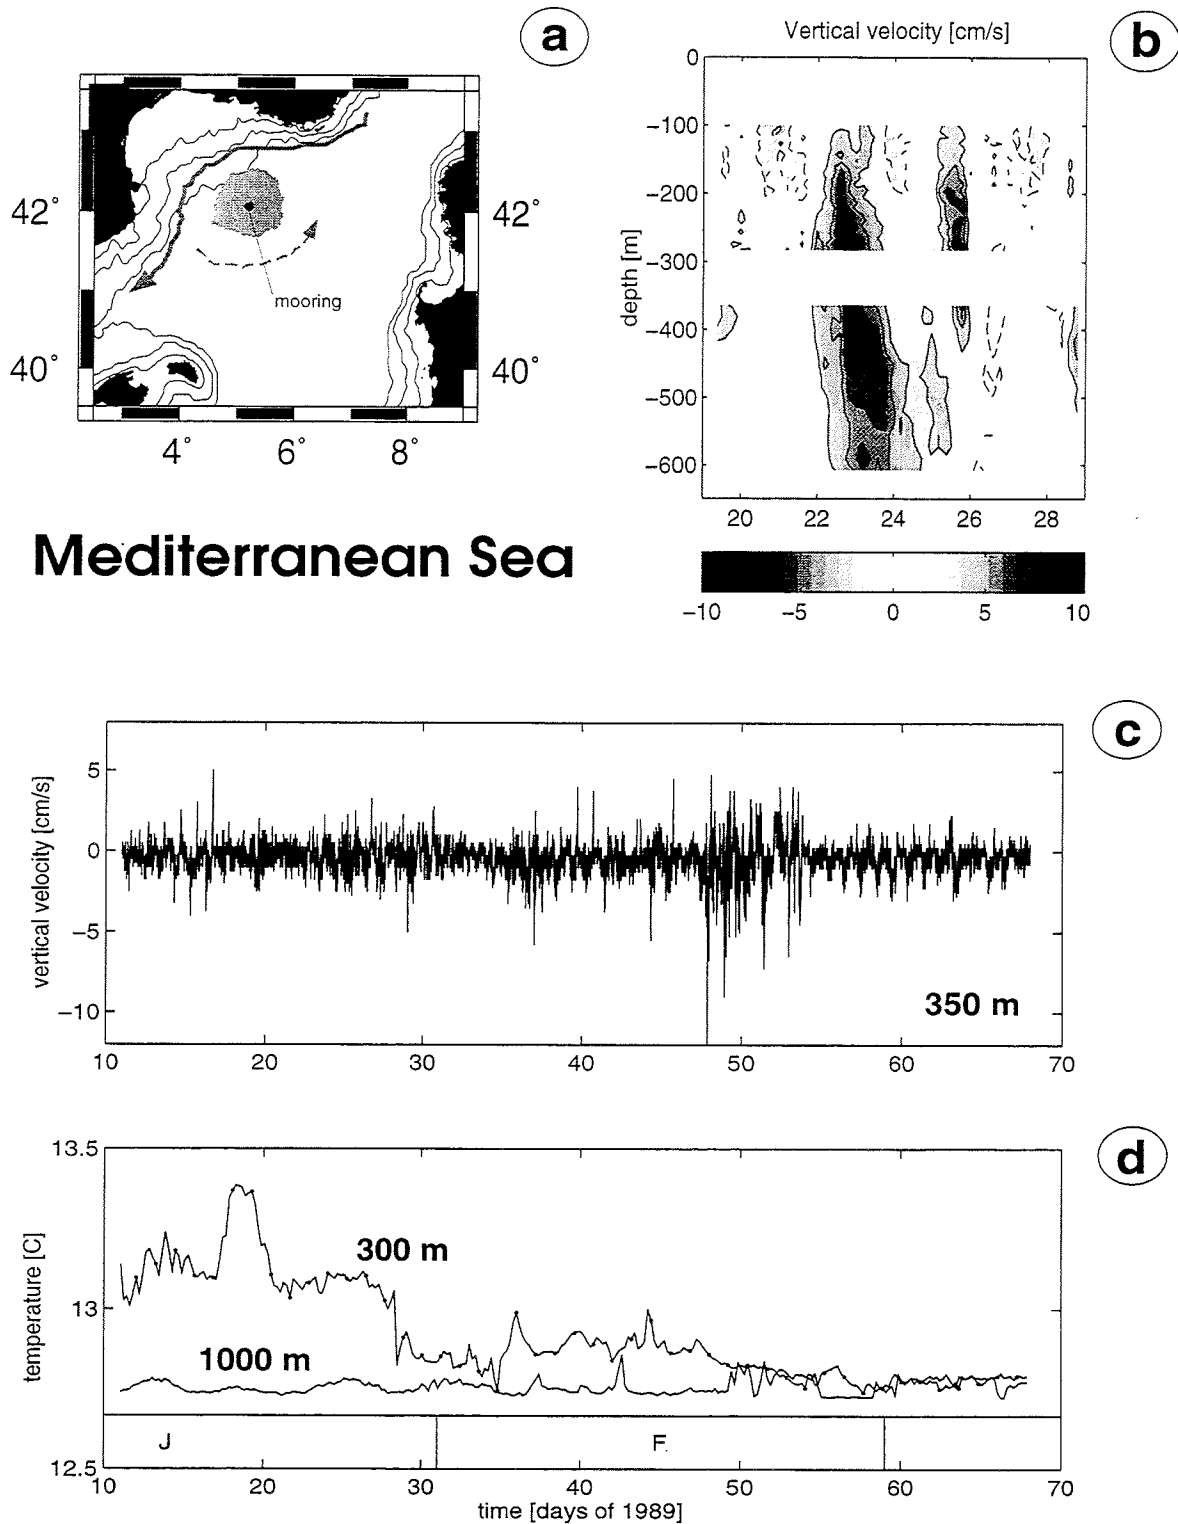 a
42° 42°
40° 40°
mooring
4° 6° 8°
Vertical velocity [cm/s]
b
0
−100
−200
−300
−400
−500
−600
depth [m]
20 22 24 26 28
−10 −5 0 5 10
Mediterranean Sea
c
5
0
−5
−10
vertical velocity [cm/s]
350 m
10 20 30 40 50 60 70
d
13.5
13
12.5
temperature [C]
300 m
1000 m
J F
10 20 30 40 50 60 70
time [days of 1989]